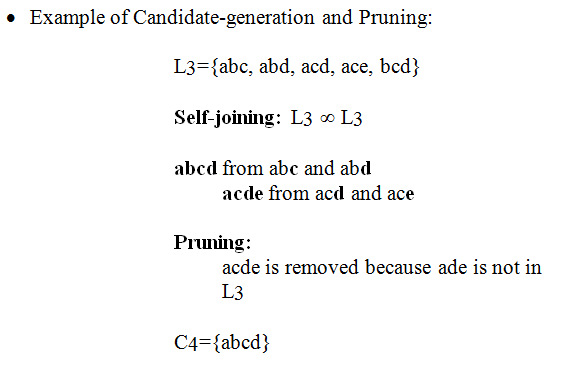 • Example of Candidate-generation and Pruning:
L3={abc, abd, acd, ace, bcd}
Self-joining: L3 ∞ L3
abcd from abc and abd
acde from acd and ace
Pruning:
acde is removed because ade is not in
L3
C4={abcd}